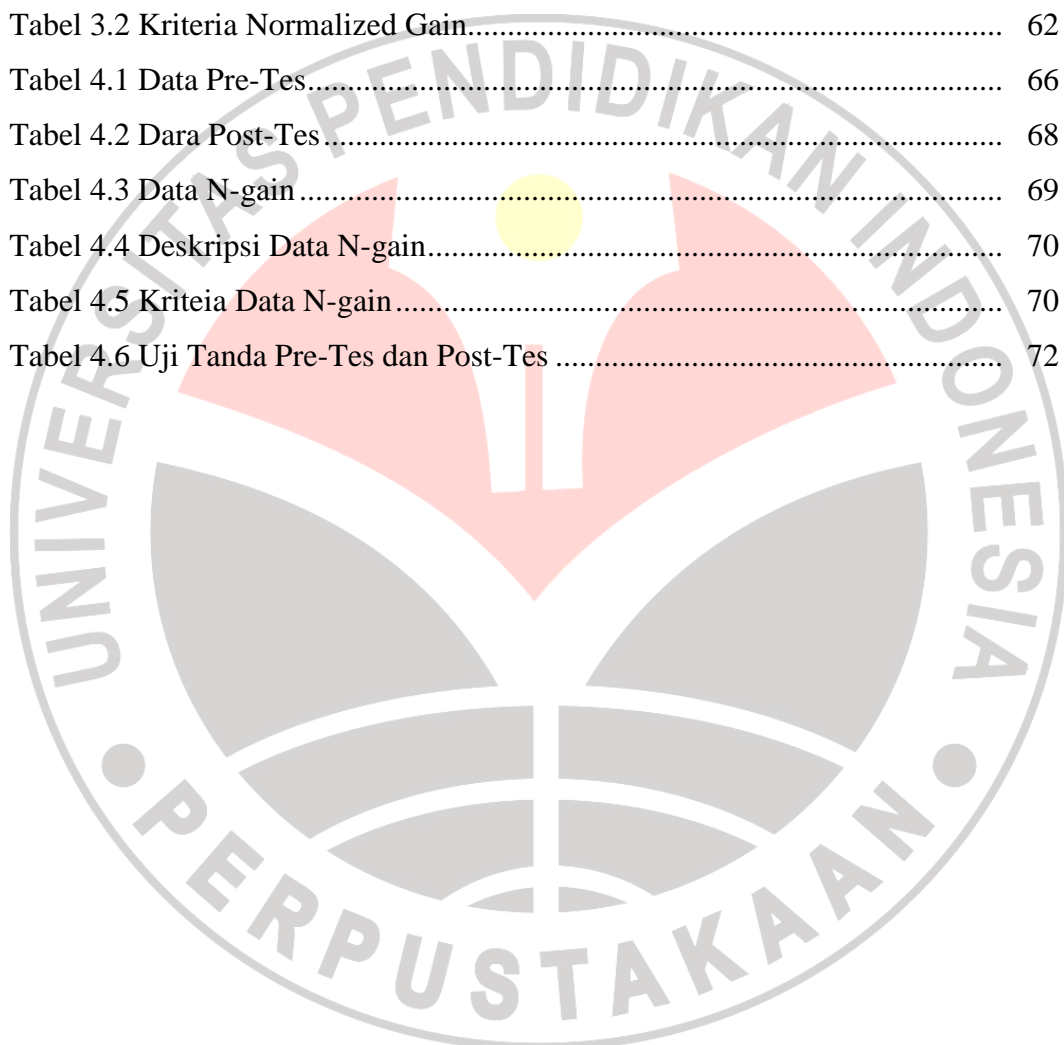 Tabel 3.2 Kriteria Normalized Gain............................................................................... 62
Tabel 4.1 Data Pre-Tes.................................................................................................. 66
Tabel 4.2 Dara Post-Tes................................................................................................ 68
Tabel 4.3 Data N-gain ................................................................................................... 69
Tabel 4.4 Deskripsi Data N-gain................................................................................... 70
Tabel 4.5 Kriteia Data N-gain....................................................................................... 70
Tabel 4.6 Uji Tanda Pre-Tes dan Post-Tes ................................................................... 72
UNIVERSITAS PENDIDIKAN INDONESIA
PERPUSTAKAAN